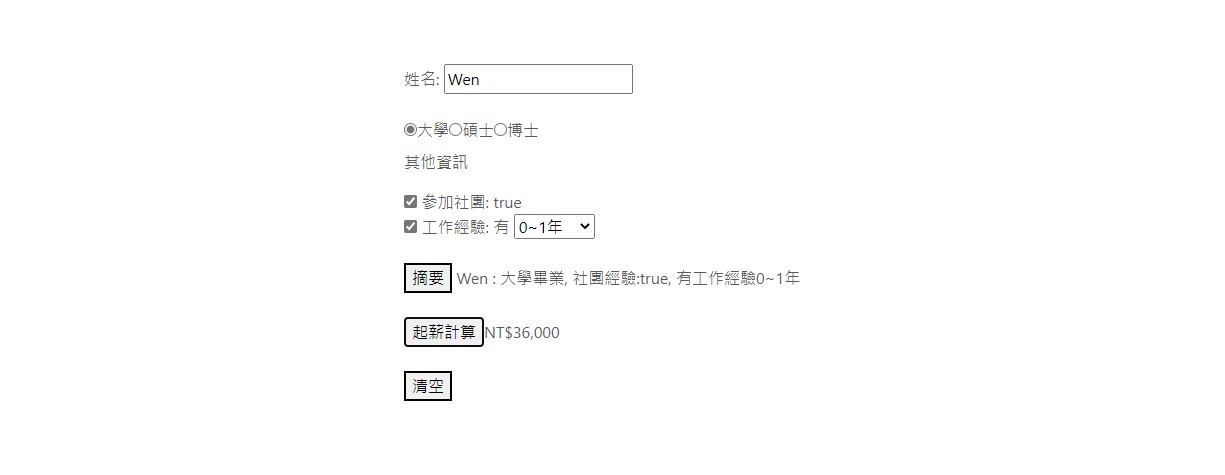 姓名: Wen
大學碩士博士
其他資訊
參加社團: true
工作經驗: 有 0~1年
摘要 Wen : 大學畢業, 社團經驗:true, 有工作經驗0~1年
起薪計算NT$36,000
清空